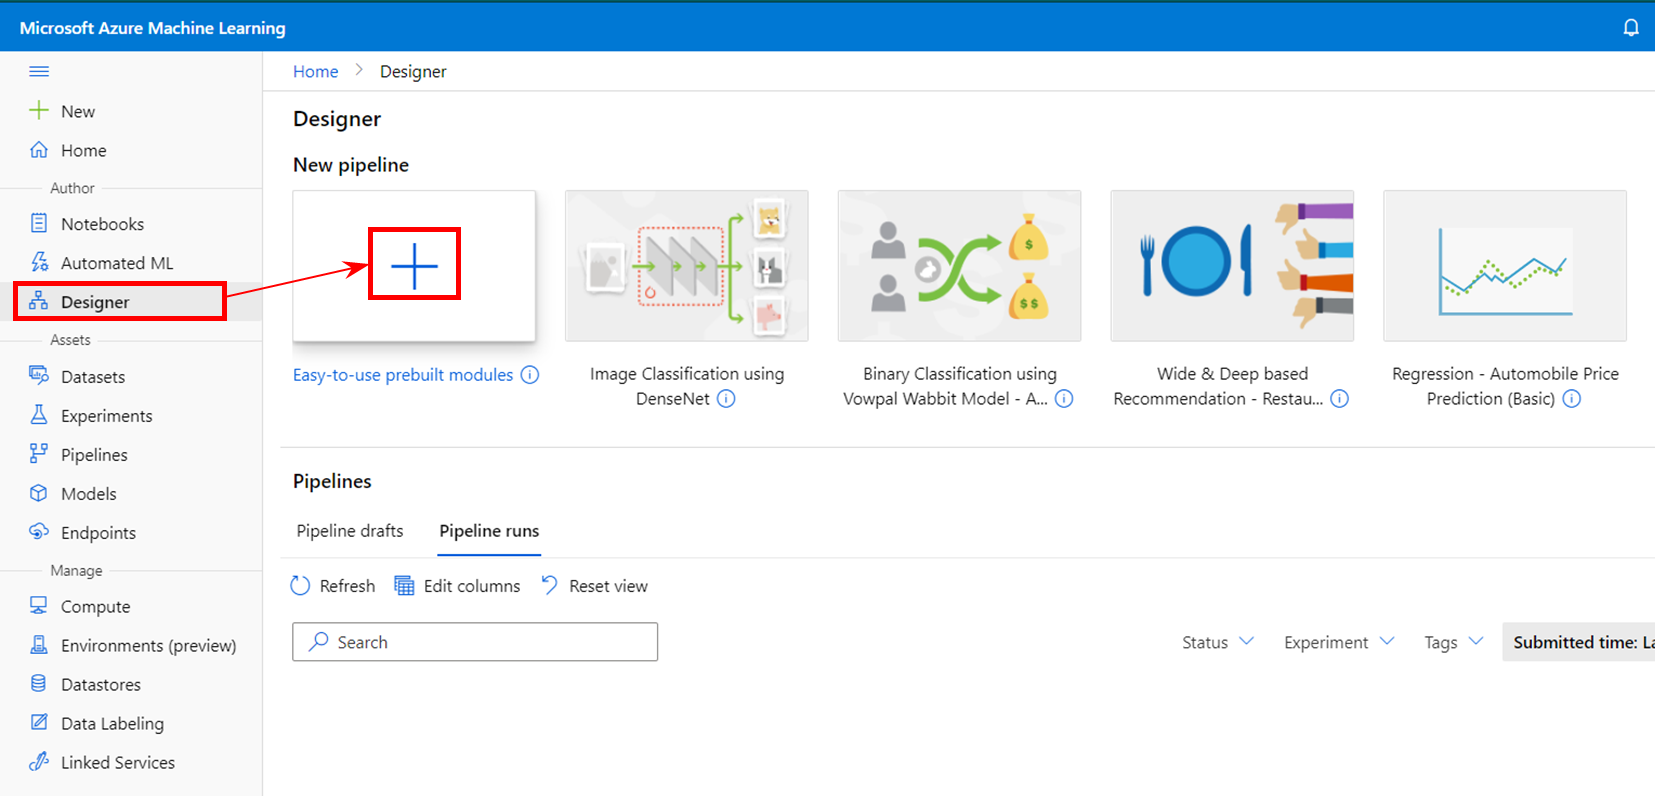 Microsoft Azure Machine Learning
New
Home
Author
Notebooks
Automated ML
Designer
Assets
Datasets
Experiments
Pipelines
Models
Endpoints
Manage
Compute
Environments (preview)
Datastores
Data Labeling
Linked Services
Home > Designer
Designer
New pipeline
Easy-to-use prebuilt modules
Image Classification using
DenseNet
Binary Classification using
Vowpal Wabbit Model - A...
$
$$
Wide & Deep based
Recommendation - Restau...
Regression - Automobile Price
Prediction (Basic)
Pipelines
Pipeline drafts Pipeline runs
Refresh Edit columns Reset view
Search
Status Experiment Tags Submitted time: La